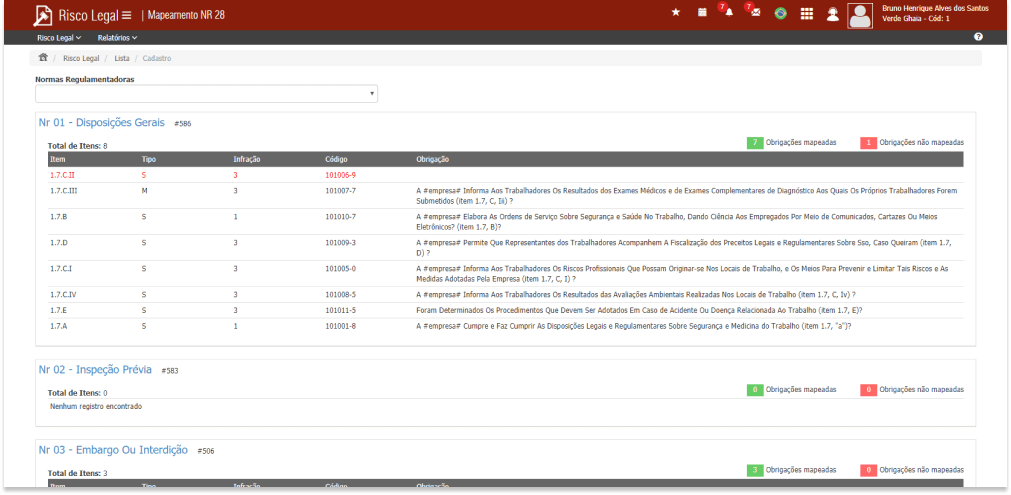 Risco Legal | Mapeamento NR 28
7
7
Bruno Henrique Alves dos Santos
Verde Ghaia - Cód: 1
Risco Legal Relatórios
/ Risco Legal / Lista / Cadastro
Normas Regulamentadoras
Nr 01 - Disposições Gerais #586
Total de Itens: 8
7 Obrigações mapeadas 1 Obrigações não mapeadas
Item Tipo Infração Código Obrigação
1.7.C.II S 3 101006-9
1.7.C.III M 3 101007-7 A #empresa# Informa Aos Trabalhadores Os Resultados dos Exames Médicos e de Exames Complementares de Diagnóstico Aos Quais Os Próprios Trabalhadores Forem
Submetidos (item 1.7, C, Iii) ?
1.7.B S 1 101010-7 A #empresa# Elabora As Ordens de Serviço Sobre Segurança e Saúde No Trabalho, Dando Ciência Aos Empregados Por Meio de Comunicados, Cartazes Ou Meios
Eletrônicos? (item 1.7, B)?
1.7.D S 3 101009-3 A #empresa# Permite Que Representantes dos Trabalhadores Acompanhem A Fiscalização dos Preceitos Legais e Regulamentares Sobre Sso, Caso Queiram (item 1.7,
D) ?
1.7.C.I S 3 101005-0 A #empresa# Informa Aos Trabalhadores Os Riscos Profissionais Que Possam Originar-se Nos Locais de Trabalho, e Os Meios Para Prevenir e Limitar Tais Riscos e As
Medidas Adotadas Pela Empresa (item 1.7, C, I) ?
1.7.C.IV S 3 101008-5 A #empresa# Informa Aos Trabalhadores Os Resultados das Avaliações Ambientais Realizadas Nos Locais de Trabalho (item 1.7, C, Iv) ?
1.7.E S 3 101011-5 Foram Determinados Os Procedimentos Que Devem Ser Adotados Em Caso de Acidente Ou Doença Relacionada Ao Trabalho (item 1.7, E)?
1.7.A S 1 101001-8 A #empresa# Cumpre e Faz Cumprir As Disposições Legais e Regulamentares Sobre Segurança e Medicina do Trabalho (item 1.7, "a")?
Nr 02 - Inspeção Prévia #583
Total de Itens: 0
0 Obrigações mapeadas 0 Obrigações não mapeadas
Nenhum registro encontrado
Nr 03 - Embargo Ou Interdição #506
Total de Itens: 3
3 Obrigações mapeadas 0 Obrigações não mapeadas
Item Tipo Infração Código Obrigação